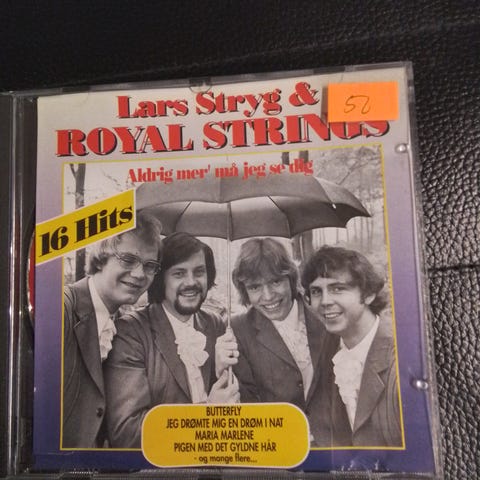 Lars Stryg &
ROYAL STRINGS
52
Aldrig mer' må jeg se dig
16 Hits
BUTTERFLY
JEG DRØMTE MIG EN DRØM I NAT
MARIA MARLENE
PIGEN MED DET GYLDNE HÅR
- og mange flere...